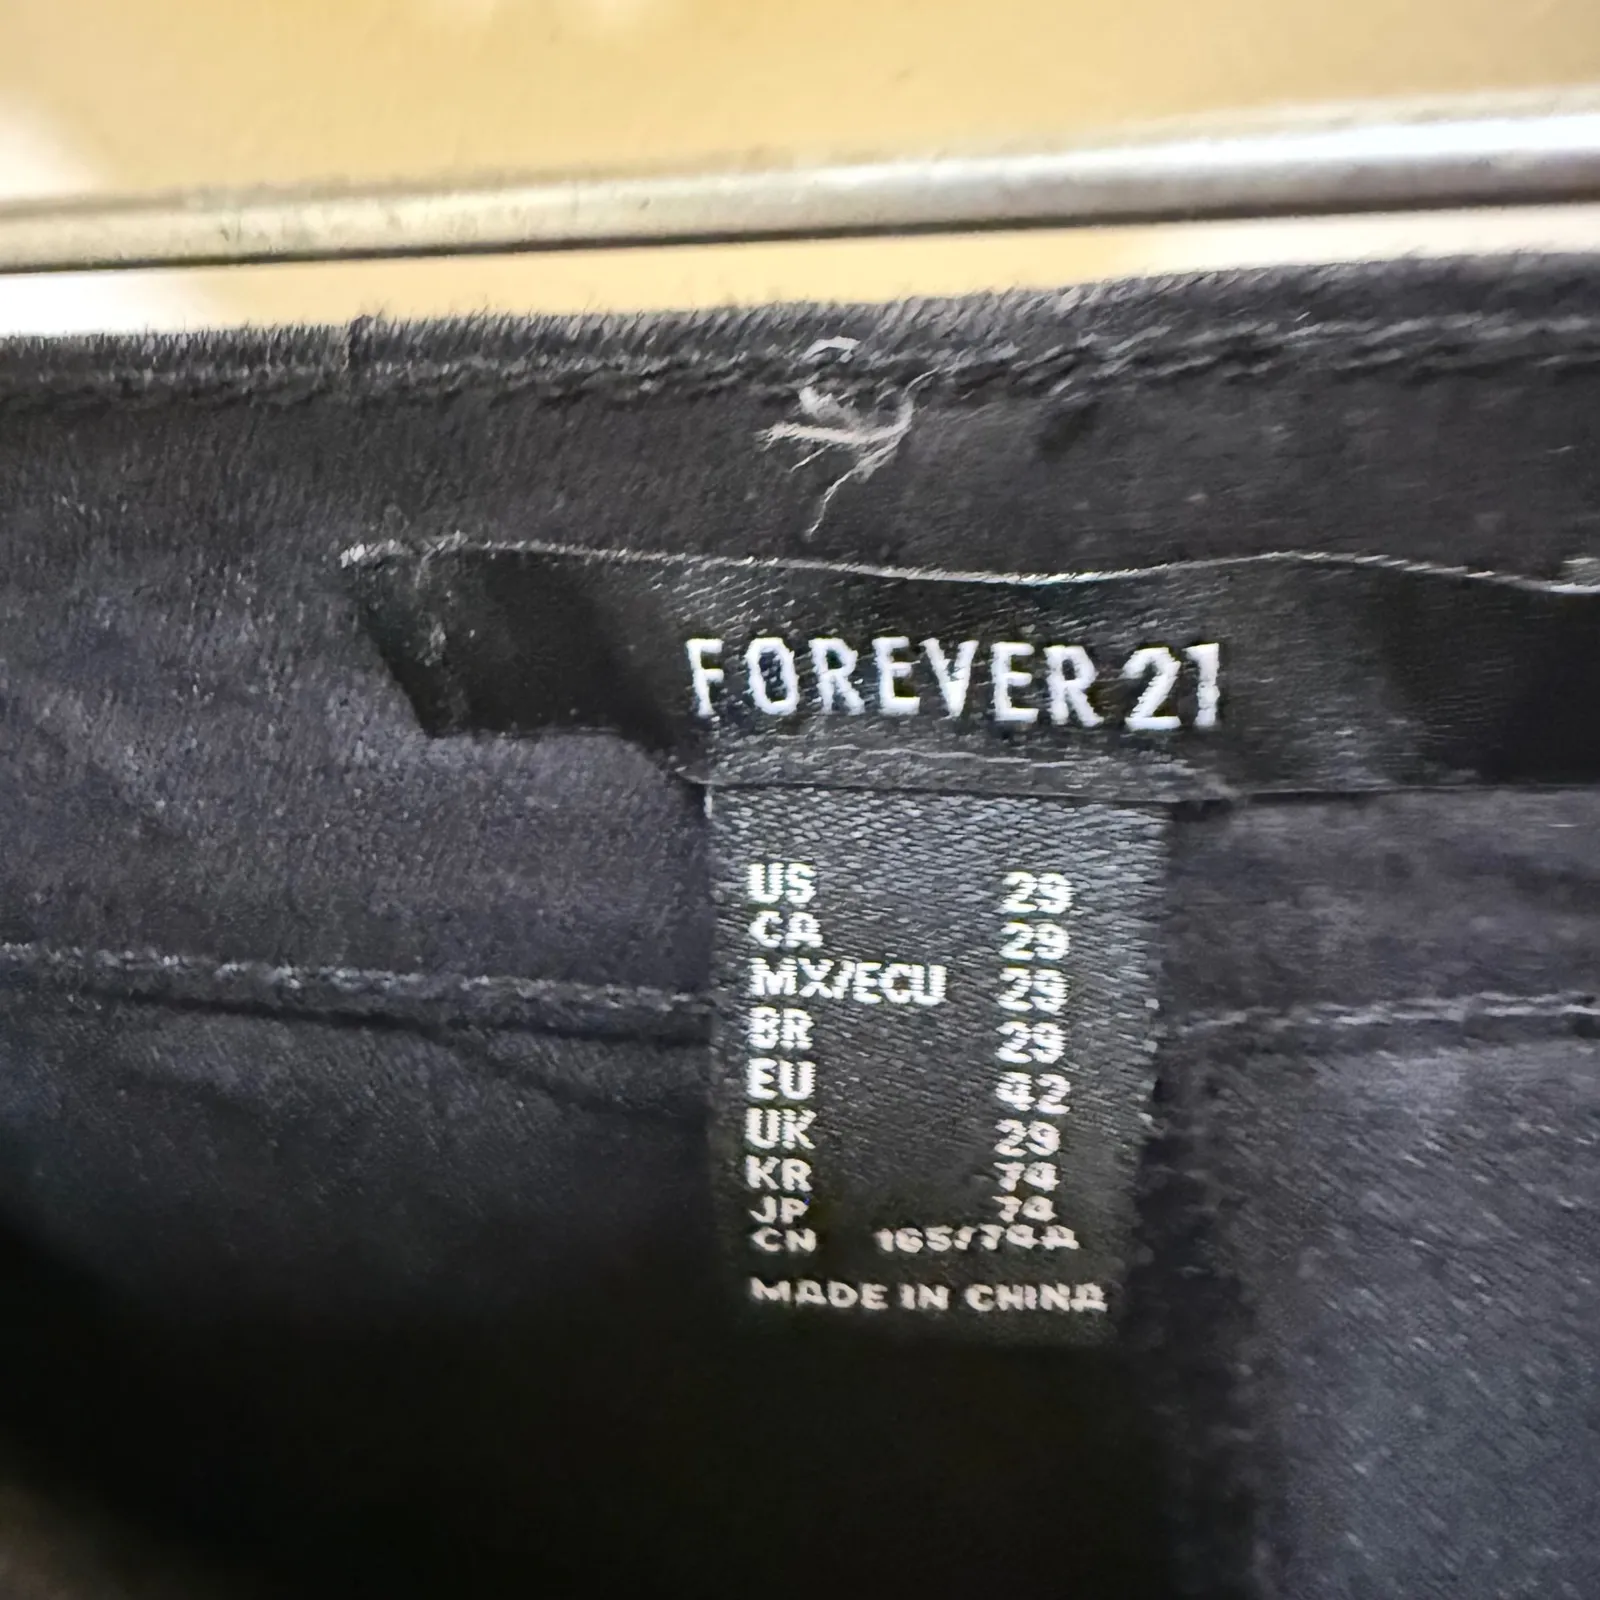 FOREVER 21
US 29
CA 29
MX/ECU 29
BR 29
EU 42
UK 29
KR 74
JP 74
CN 165/74A
MADE IN CHINA